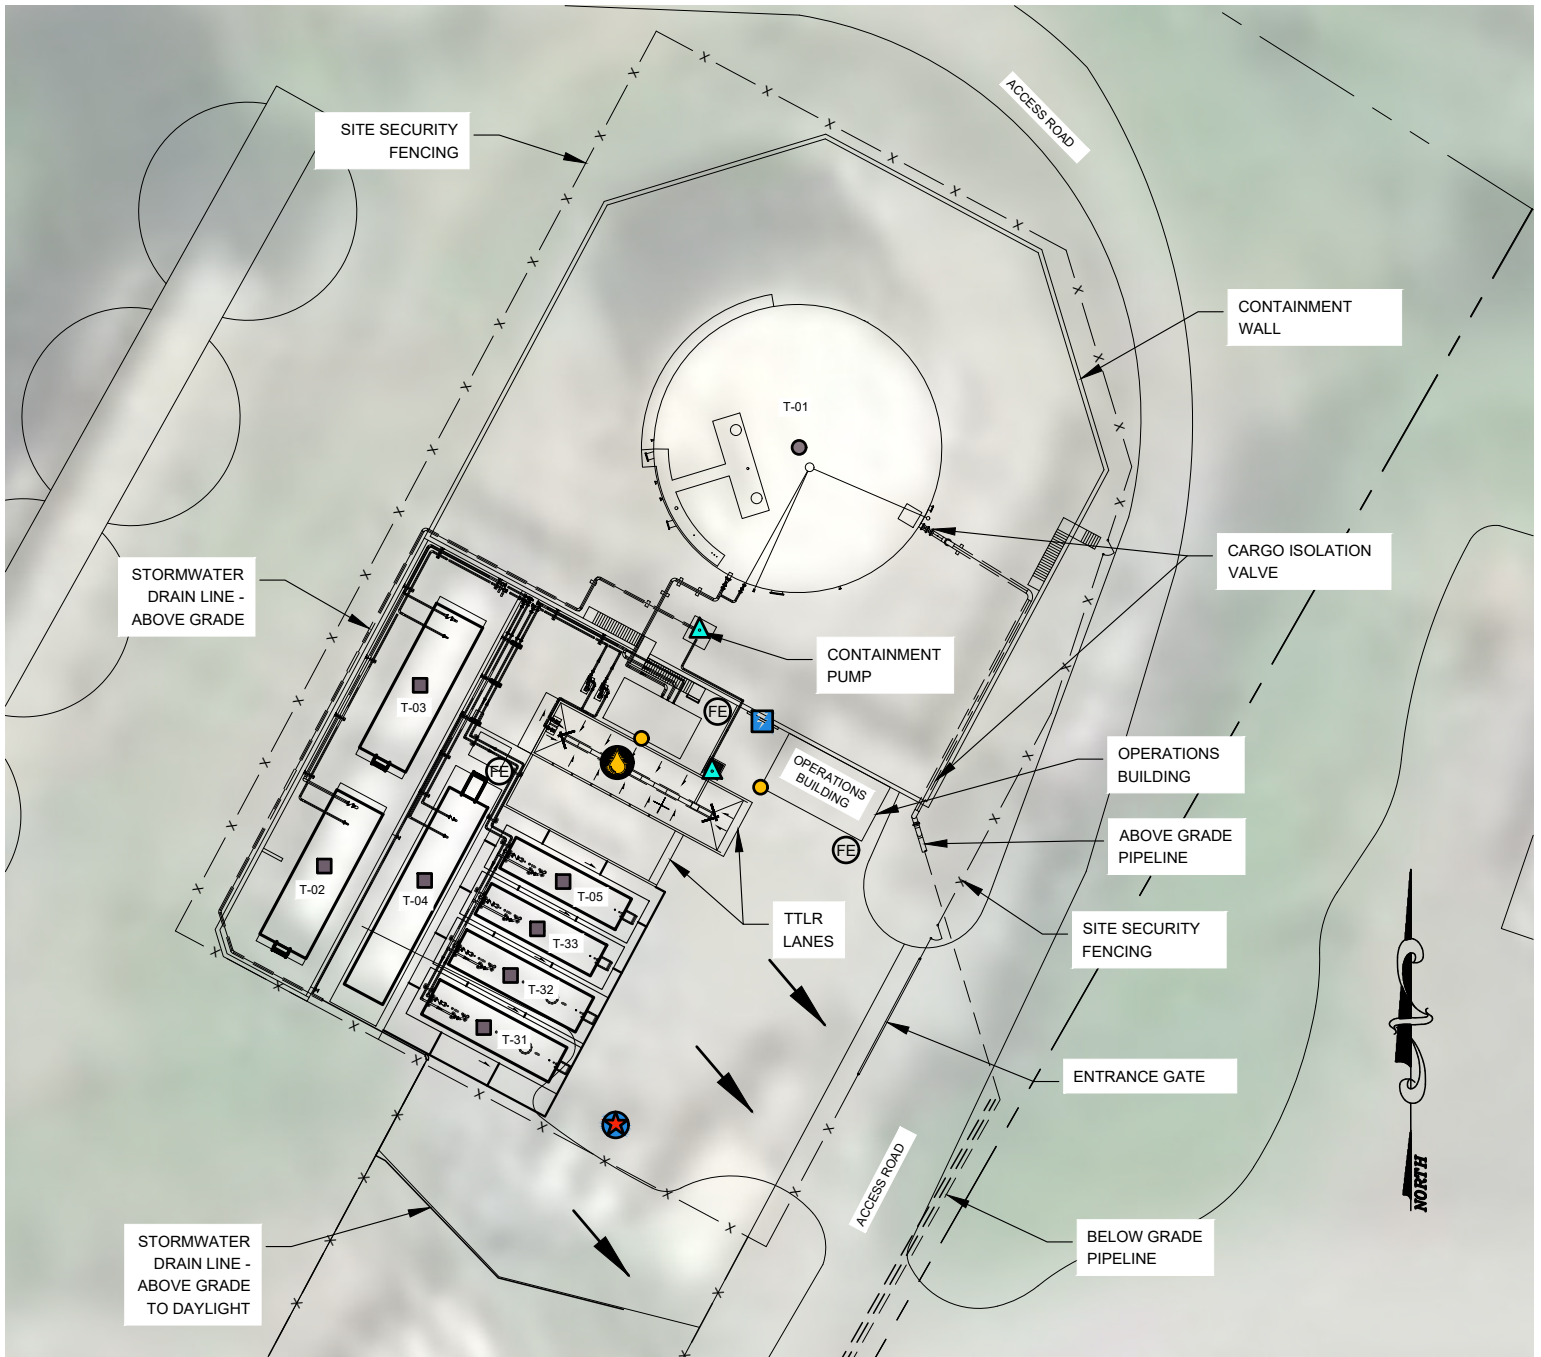 ACCESS ROAD
SITE SECURITY
FENCING
CONTAINMENT
WALL
T-01
CARGO ISOLATION
VALVE
STORMWATER
DRAIN LINE -
ABOVE GRADE
CONTAINMENT
PUMP
T-03
FE
FE
OPERATIONS
BUILDING
OPERATIONS
BUILDING
FE
ABOVE GRADE
PIPELINE
T-02
T-04
T-05
T-33
T-32
T-31
TTLR
LANES
SITE SECURITY
FENCING
ENTRANCE GATE
ACCESS ROAD
NORTH
STORMWATER
DRAIN LINE -
ABOVE GRADE
TO DAYLIGHT
BELOW GRADE
PIPELINE